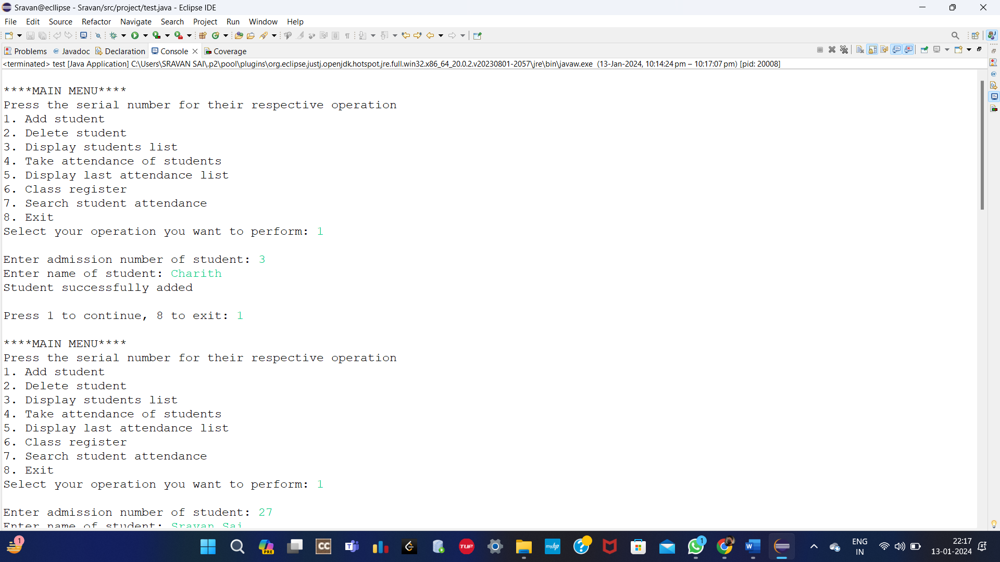 Sravan@ecllipse - Sravan/src/project/test.java - Eclipse IDE
File Edit Source Refactor Navigate Search Project Run Window Help
Problems @ Javadoc Declaration Console Coverage
<terminated> test [Java Application] C:\Users\SRAVAN SAI\.p2\pool\plugins\org.eclipse.justj.openjdk.hotspot.jre.full.win32.x86_64_20.0.2.v20230801-2057\jre\bin\javaw.exe (13-Jan-2024, 10:14:24 pm – 10:17:07 pm) [pid: 20008]
****MAIN MENU****
Press the serial number for their respective operation
1. Add student
2. Delete student
3. Display students list
4. Take attendance of students
5. Display last attendance list
6. Class register
7. Search student attendance
8. Exit
Select your operation you want to perform: 1
Enter admission number of student: 3
Enter name of student: Charith
Student successfully added
Press 1 to continue, 8 to exit: 1
****MAIN MENU****
Press the serial number for their respective operation
1. Add student
2. Delete student
3. Display students list
4. Take attendance of students
5. Display last attendance list
6. Class register
7. Search student attendance
8. Exit
Select your operation you want to perform: 1
Enter admission number of student: 27
Enter name of student: Sravan Sai
1 PRE CC T TUF myhp ? 1 W ENG 22:17
IN 13-01-2024